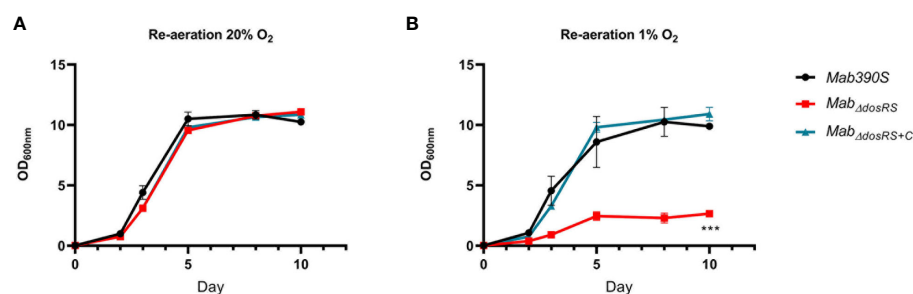 A
Re-aeration 20% O2
15
10
5
0
OD600nm
0 5 10
Day
B
Re-aeration 1% O2
15
10
5
0
OD600nm
***
0 5 10
Day
Mab390S
MabΔdosRS
MabΔdosRS+C